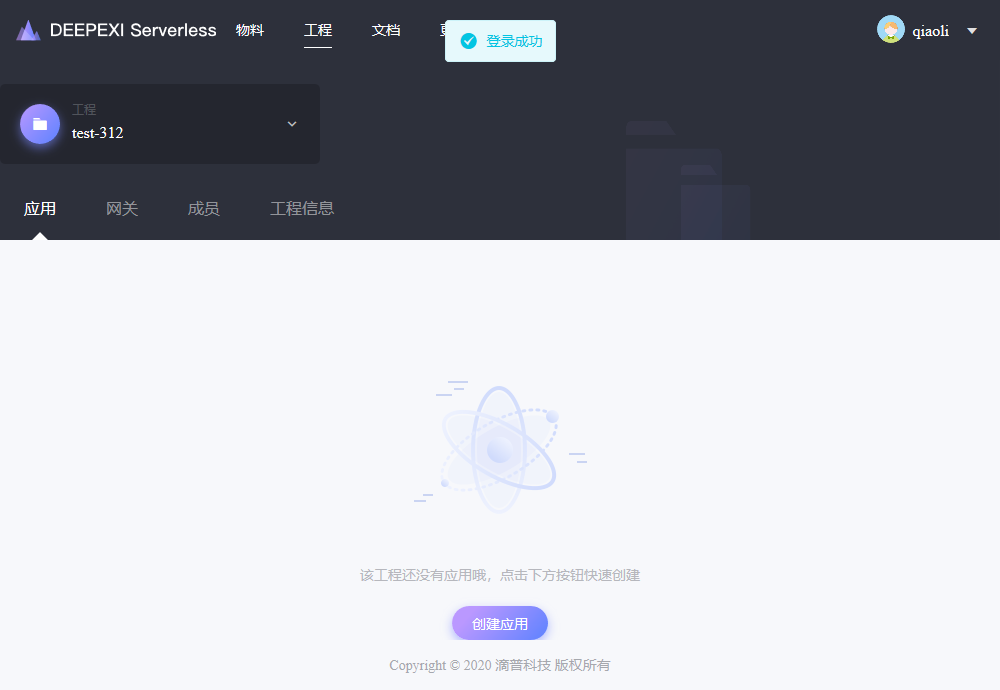 DEEPEXI Serverless 物料 工程 文档
登录成功
qiaoli
工程
test-312
应用 网关 成员 工程信息
该工程还没有应用哦，点击下方按钮快速创建
创建应用
Copyright © 2020 滴普科技 版权所有